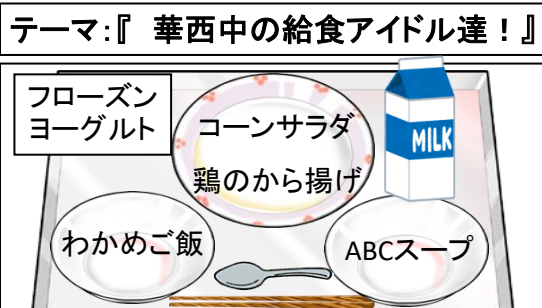 テーマ:『 華西中の給食アイドル達！』
フローズン
ヨーグルト
コーンサラダ
鶏のから揚げ
MILK
わかめご飯
ABCスープ